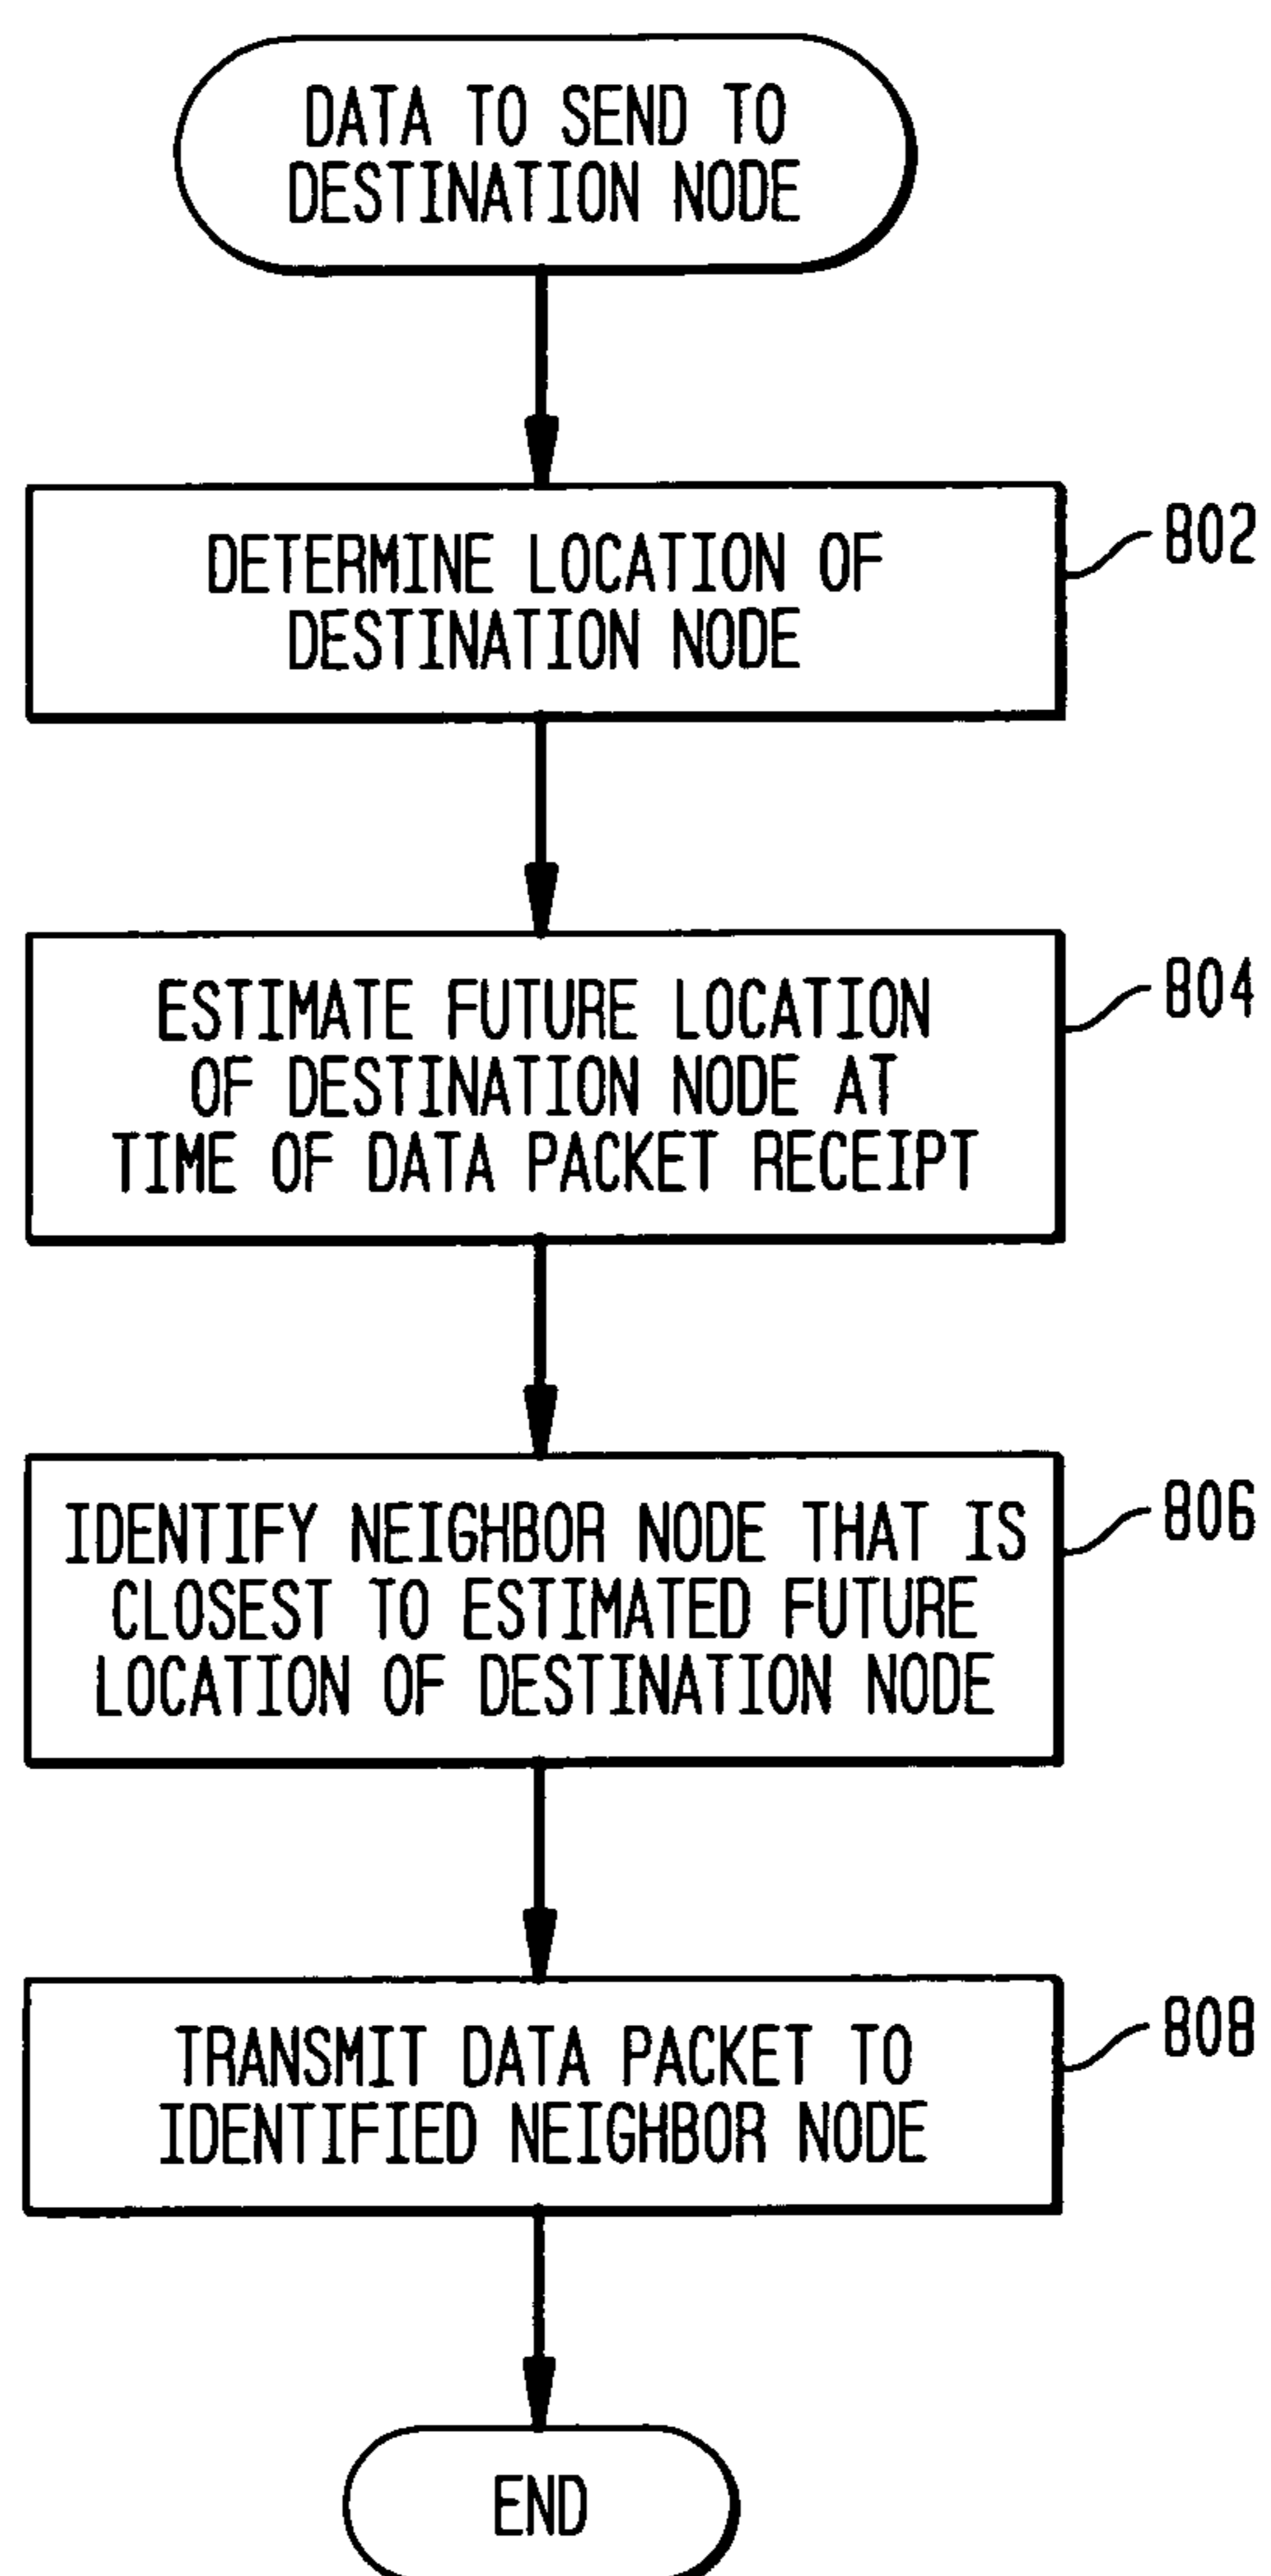 DATA TO SEND TO
DESTINATION NODE
DETERMINE LOCATION OF
DESTINATION NODE
802
ESTIMATE FUTURE LOCATION
OF DESTINATION NODE AT
TIME OF DATA PACKET RECEIPT
804
IDENTIFY NEIGHBOR NODE THAT IS
CLOSEST TO ESTIMATED FUTURE
LOCATION OF DESTINATION NODE
806
TRANSMIT DATA PACKET TO
IDENTIFIED NEIGHBOR NODE
808
END